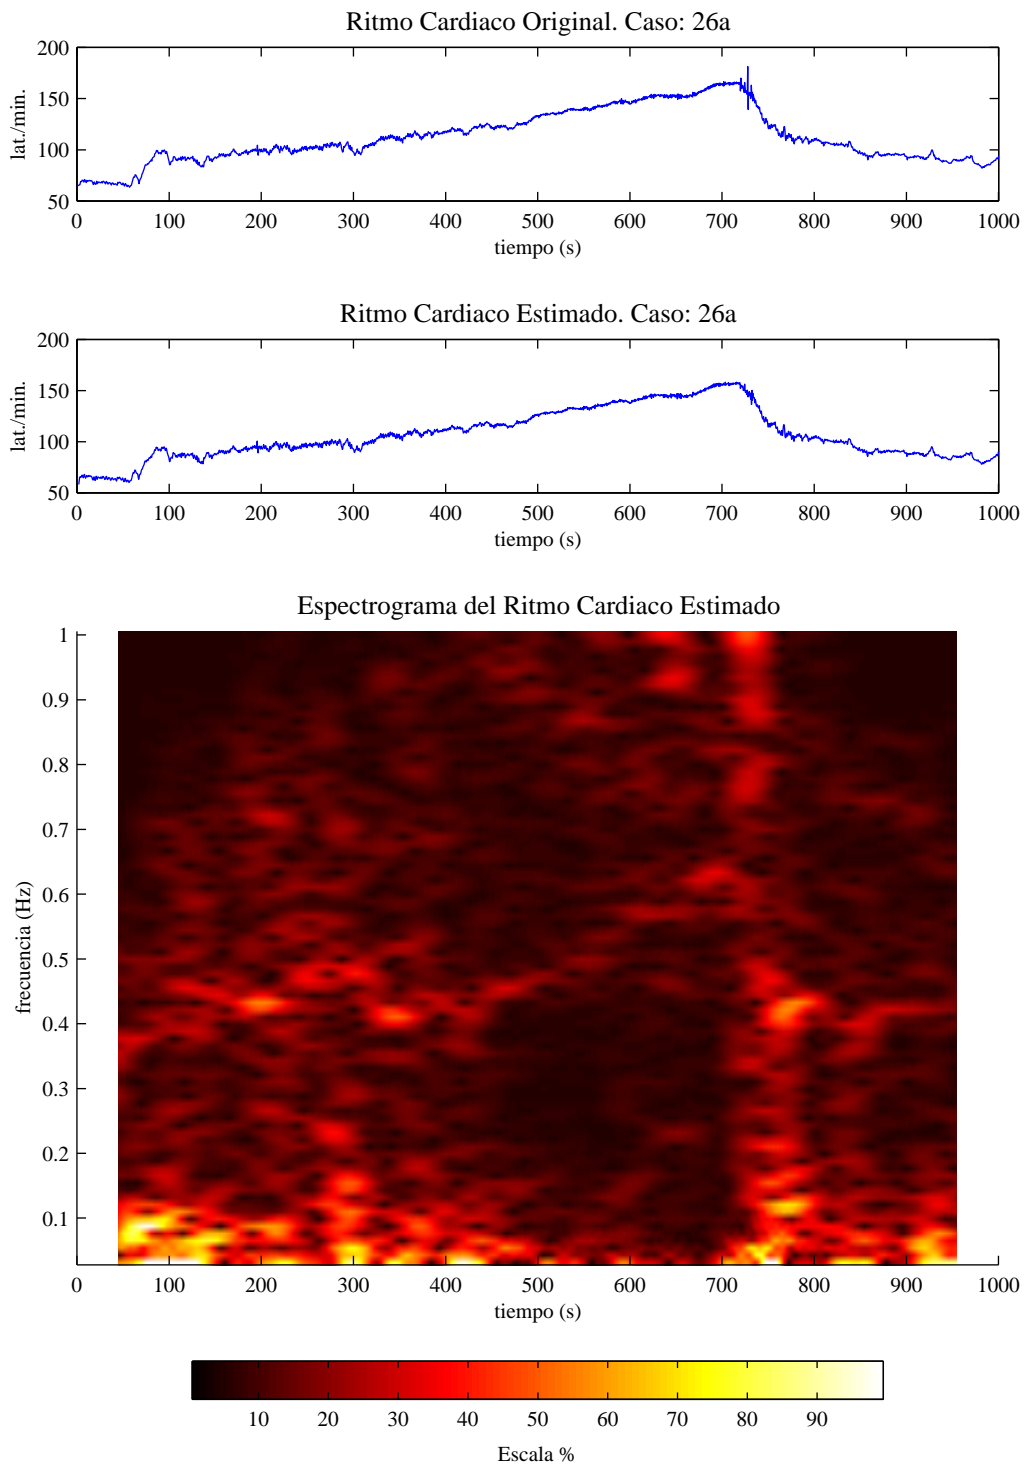 Ritmo Cardiaco Original. Caso: 26a
200
150
100
50
lat./min.
0 100 200 300 400 500 600 700 800 900 1000
tiempo (s)
Ritmo Cardiaco Estimado. Caso: 26a
200
150
100
50
lat./min.
0 100 200 300 400 500 600 700 800 900 1000
tiempo (s)
Espectrograma del Ritmo Cardiaco Estimado
1
0.9
0.8
0.7
0.6
0.5
0.4
0.3
0.2
0.1
frecuencia (Hz)
0 100 200 300 400 500 600 700 800 900 1000
tiempo (s)
10 20 30 40 50 60 70 80 90
Escala %